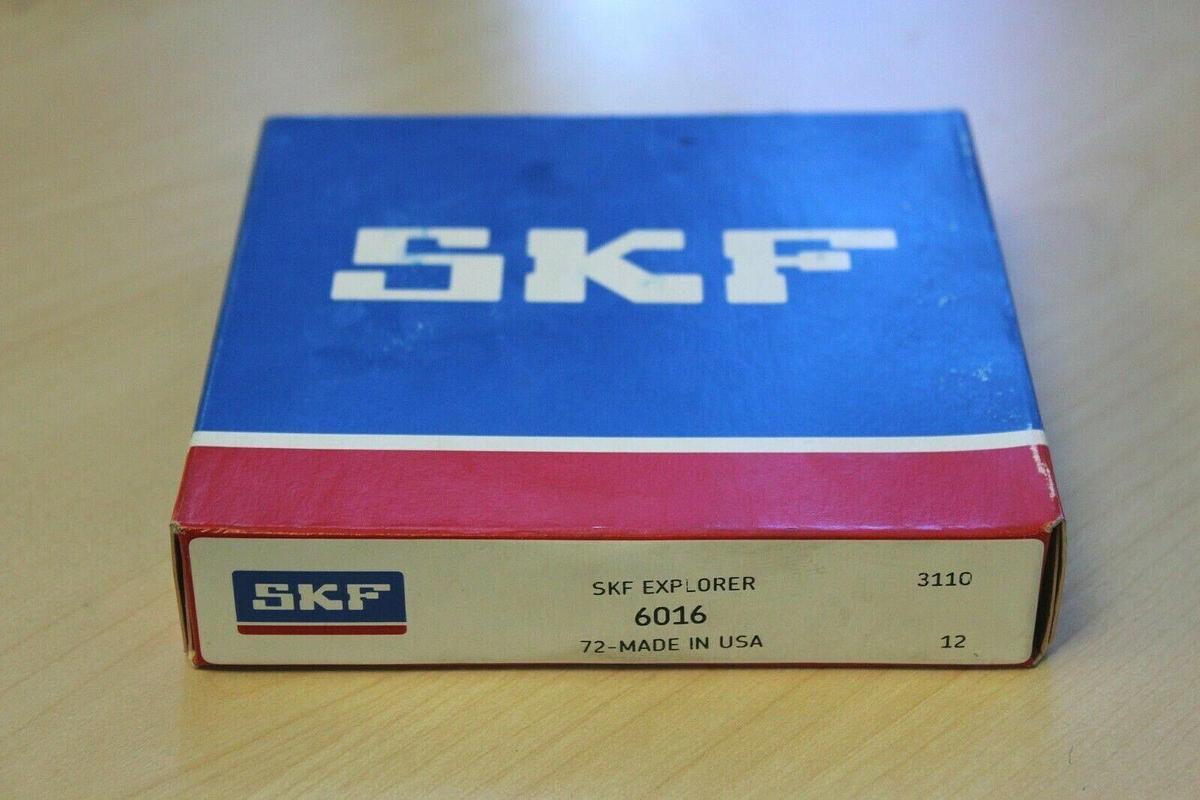 SKF
SKF
SKF EXPLORER
3110
6016
72-MADE IN USA
12